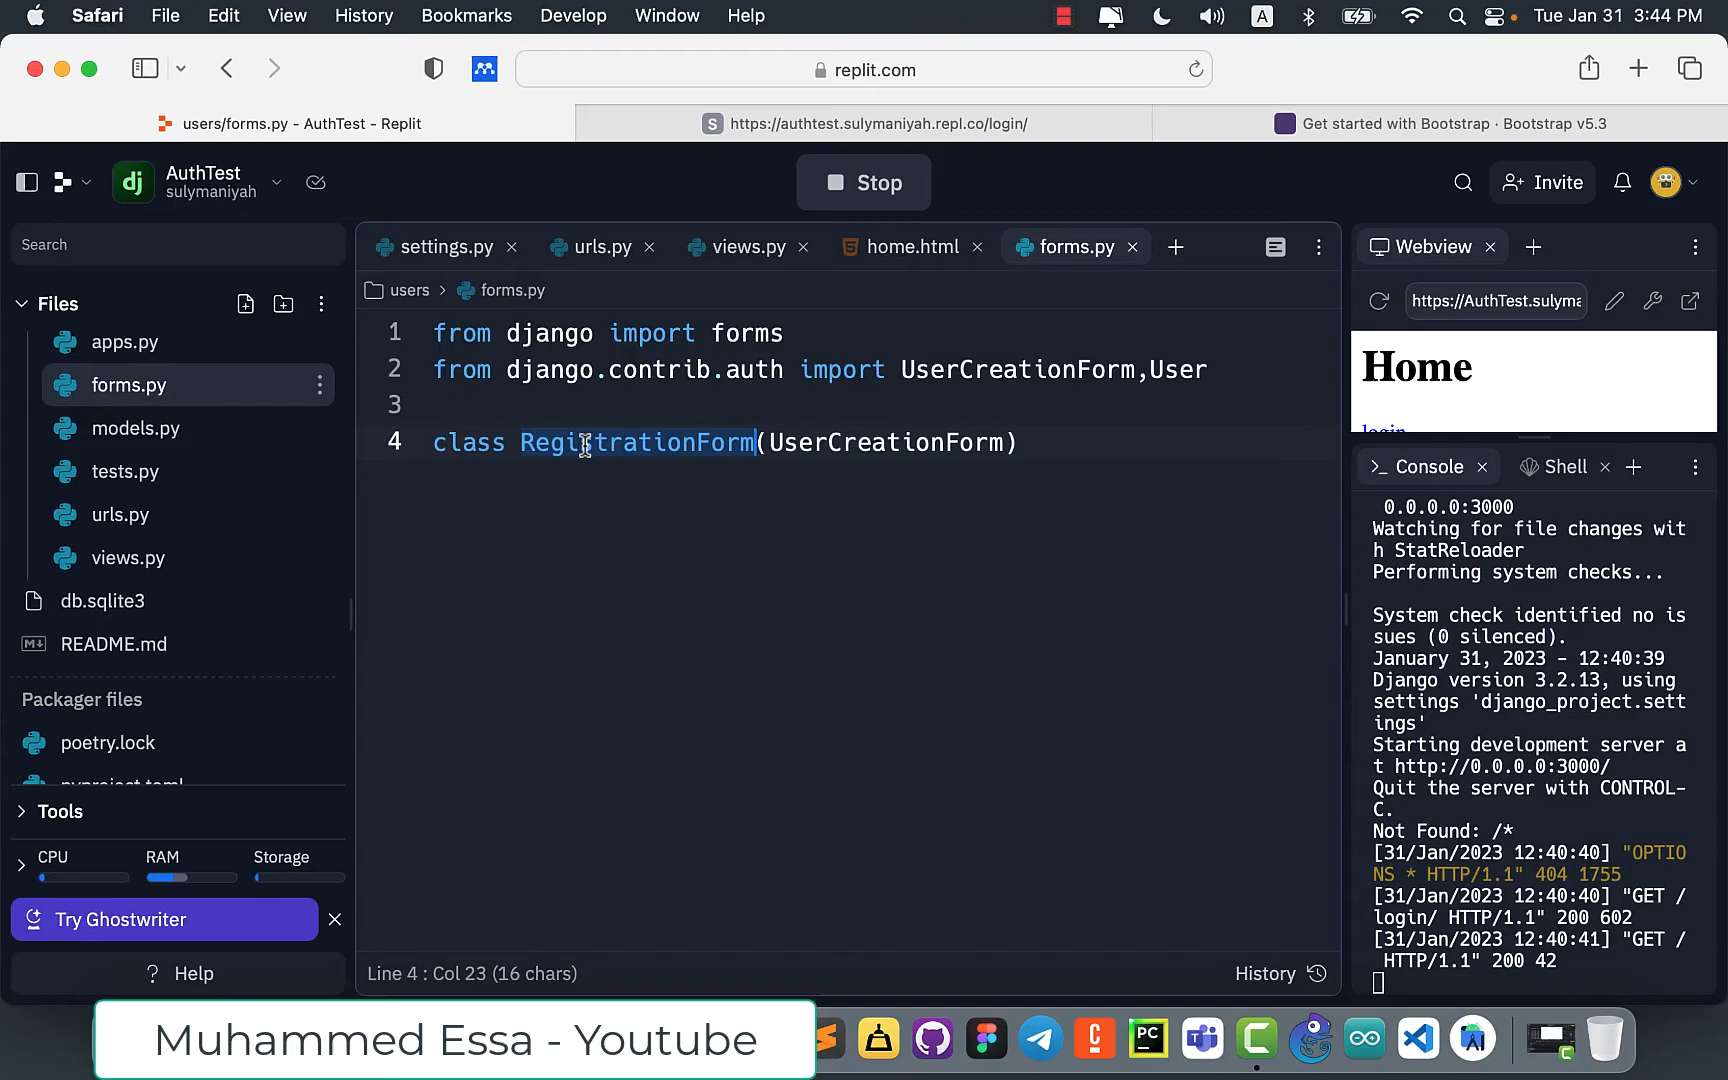 Safari File Edit View History Bookmarks Develop Window Help A Tue Jan 31 3:44 PM
replit.com
users/forms.py - AuthTest - Replit
S https://authtest.sulymaniyah.repl.co/login/
Get started with Bootstrap · Bootstrap v5.3
dj AuthTest
sulymaniyah
Stop
Invite
Search
Files
apps.py
forms.py
models.py
tests.py
urls.py
views.py
db.sqlite3
README.md
Packager files
poetry.lock
pyproject.toml
Tools
CPU RAM Storage
Try Ghostwriter
? Help
settings.py urls.py views.py home.html forms.py
users > forms.py
1 from django import forms
2 from django.contrib.auth import UserCreationForm,User
3
4 class RegistrationForm(UserCreationForm)
Line 4 : Col 23 (16 chars)
History
Webview
https://AuthTest.sulyma
Home
login
Console Shell
0.0.0.0:3000
Watching for file changes wit
h StatReloader
Performing system checks...
System check identified no is
sues (0 silenced).
January 31, 2023 - 12:40:39
Django version 3.2.13, using
settings 'django_project.sett
ings'
Starting development server a
t http://0.0.0.0:3000/
Quit the server with CONTROL-
C.
Not Found: /*
[31/Jan/2023 12:40:40] "OPTIO
NS * HTTP/1.1" 404 1755
[31/Jan/2023 12:40:40] "GET /
login/ HTTP/1.1" 200 602
[31/Jan/2023 12:40:41] "GET /
HTTP/1.1" 200 42
Muhammed Essa - Youtube
PC